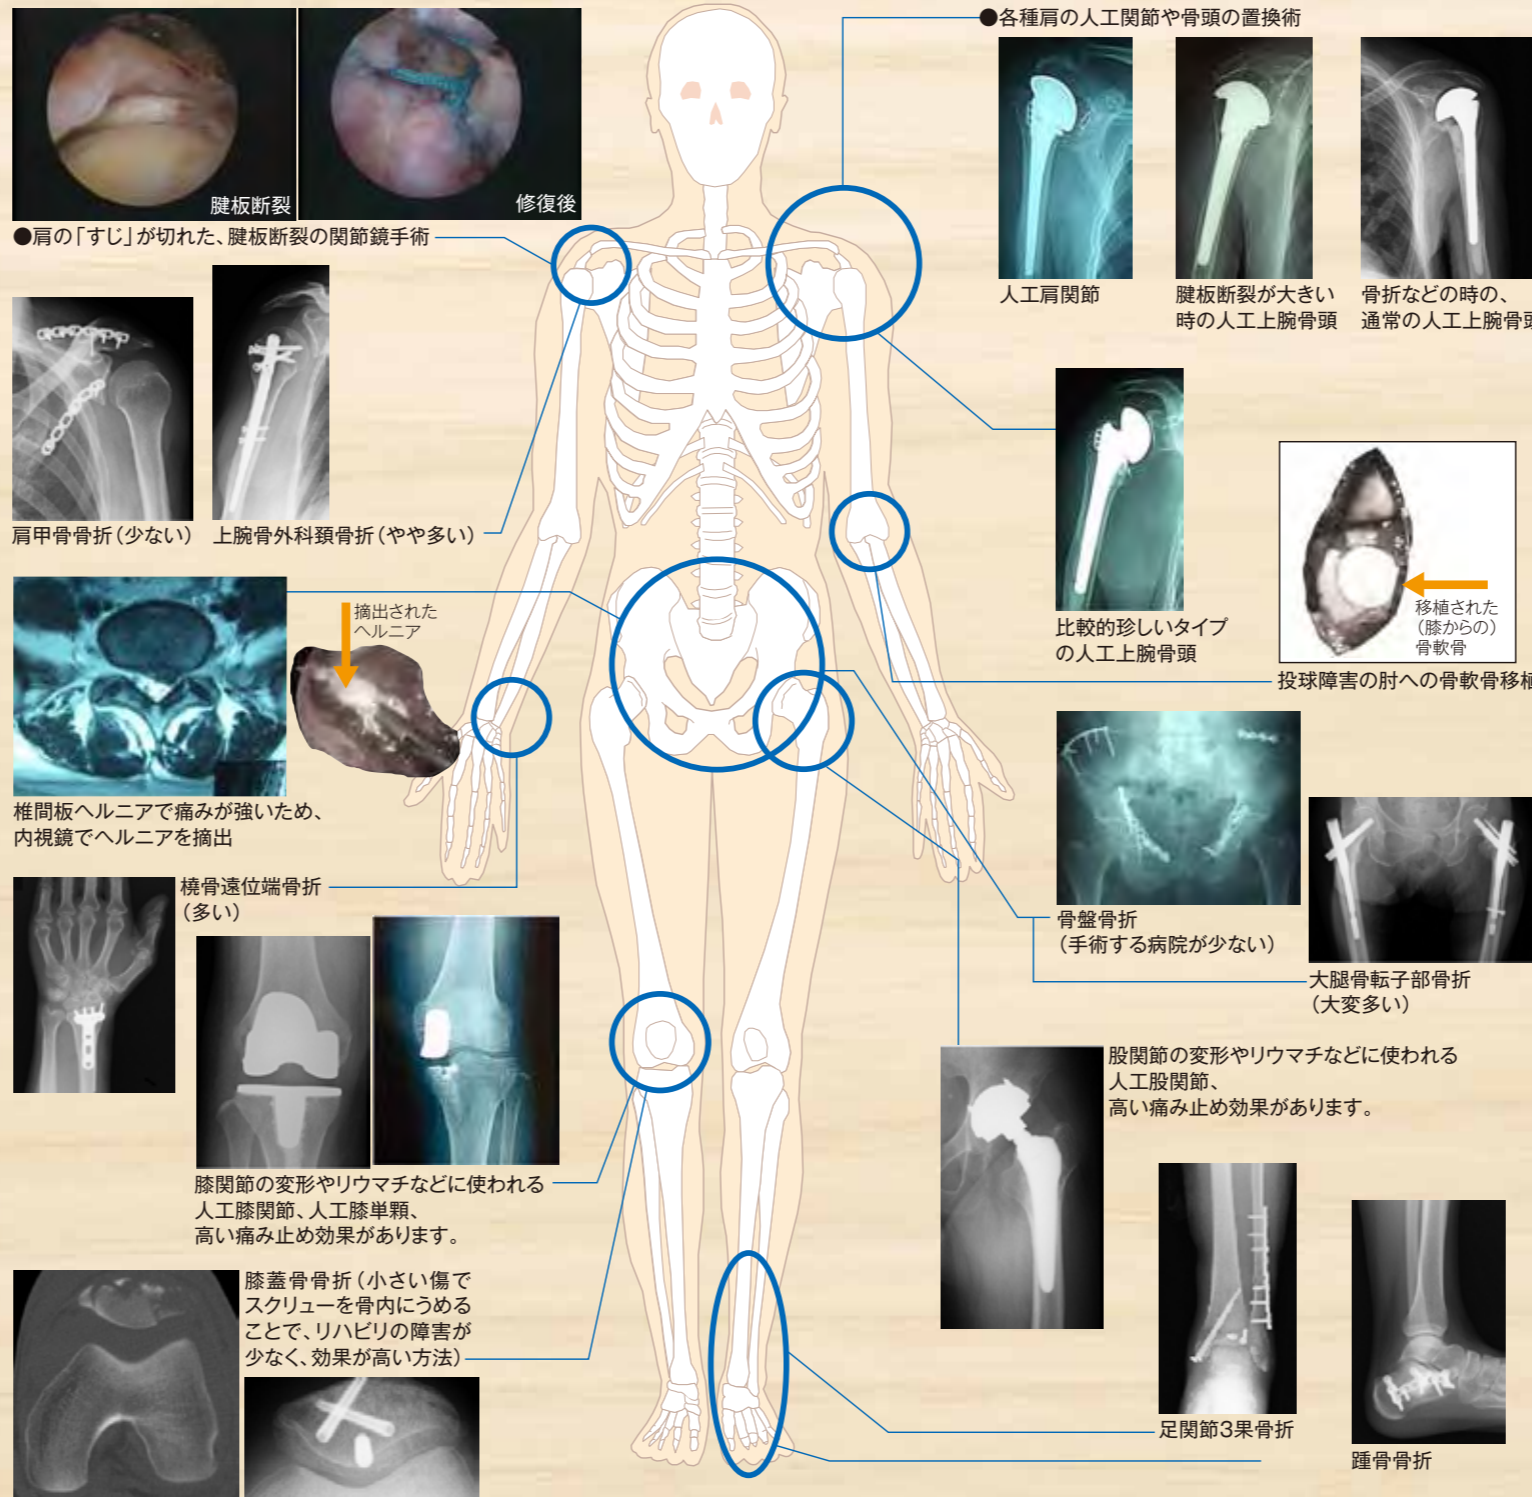 腱板断裂
修復後
●肩の「すじ」が切れた、腱板断裂の関節鏡手術
肩甲骨骨折(少ない)
上腕骨外科頚骨折(やや多い)
摘出された
ヘルニア
椎間板ヘルニアで痛みが強いため、
内視鏡でヘルニアを摘出
橈骨遠位端骨折
(多い)
膝関節の変形やリウマチなどに使われる
人工膝関節、人工膝単顆、
高い痛み止め効果があります。
膝蓋骨骨折(小さい傷で
スクリューを骨内にうめる
ことで、リハビリの障害が
少なく、効果が高い方法)
●各種肩の人工関節や骨頭の置換術
人工肩関節
腱板断裂が大きい
時の人工上腕骨頭
骨折などの時の、
通常の人工上腕骨頭
比較的珍しいタイプ
の人工上腕骨頭
移植された
(膝からの)
骨軟骨
投球障害の肘への骨軟骨移植
骨盤骨折
(手術する病院が少ない)
大腿骨転子部骨折
(大変多い)
股関節の変形やリウマチなどに使われる
人工股関節、
高い痛み止め効果があります。
足関節3果骨折
踵骨骨折